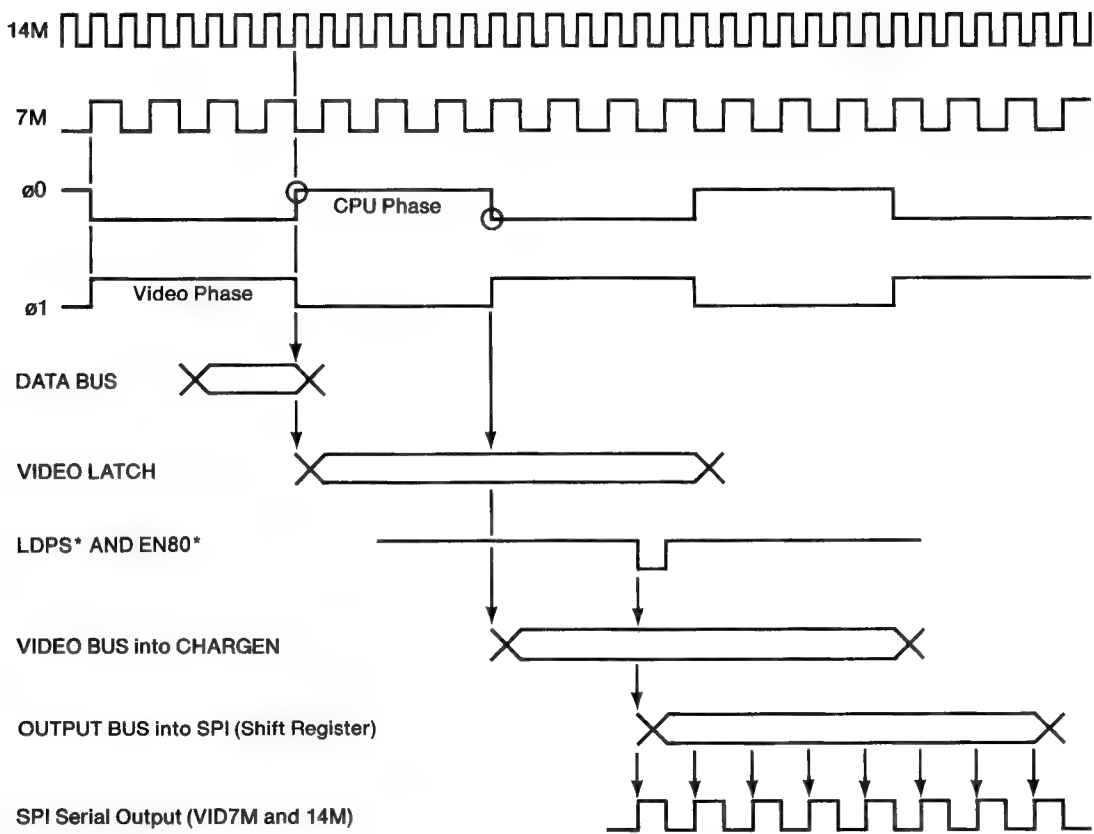 14M
7M
ø0
CPU Phase
Video Phase
ø1
DATA BUS
VIDEO LATCH
LDPS* AND EN80*
VIDEO BUS into CHARGEN
OUTPUT BUS into SPI (Shift Register)
SPI Serial Output (VID7M and 14M)